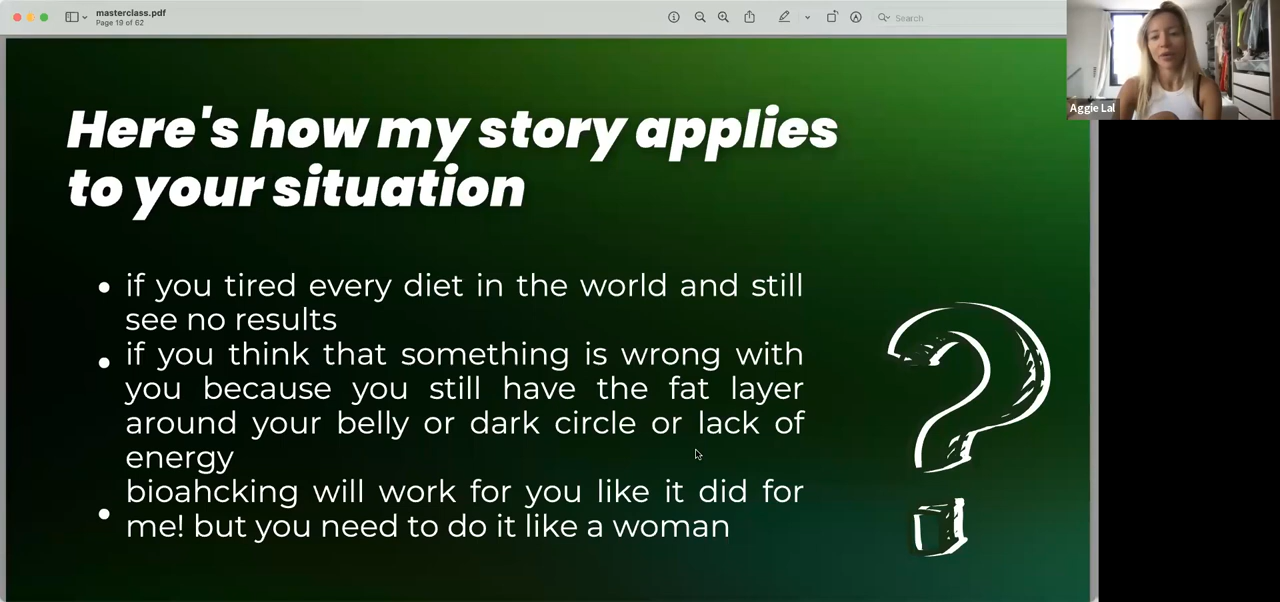 masterclass.pdf
Page 19 of 62
Search
Aggie Lal
Here's how my story applies
to your situation
if you tired every diet in the world and still
see no results
if you think that something is wrong with
you because you still have the fat layer
around your belly or dark circle or lack of
energy
bioahcking will work for you like it did for
me! but you need to do it like a woman